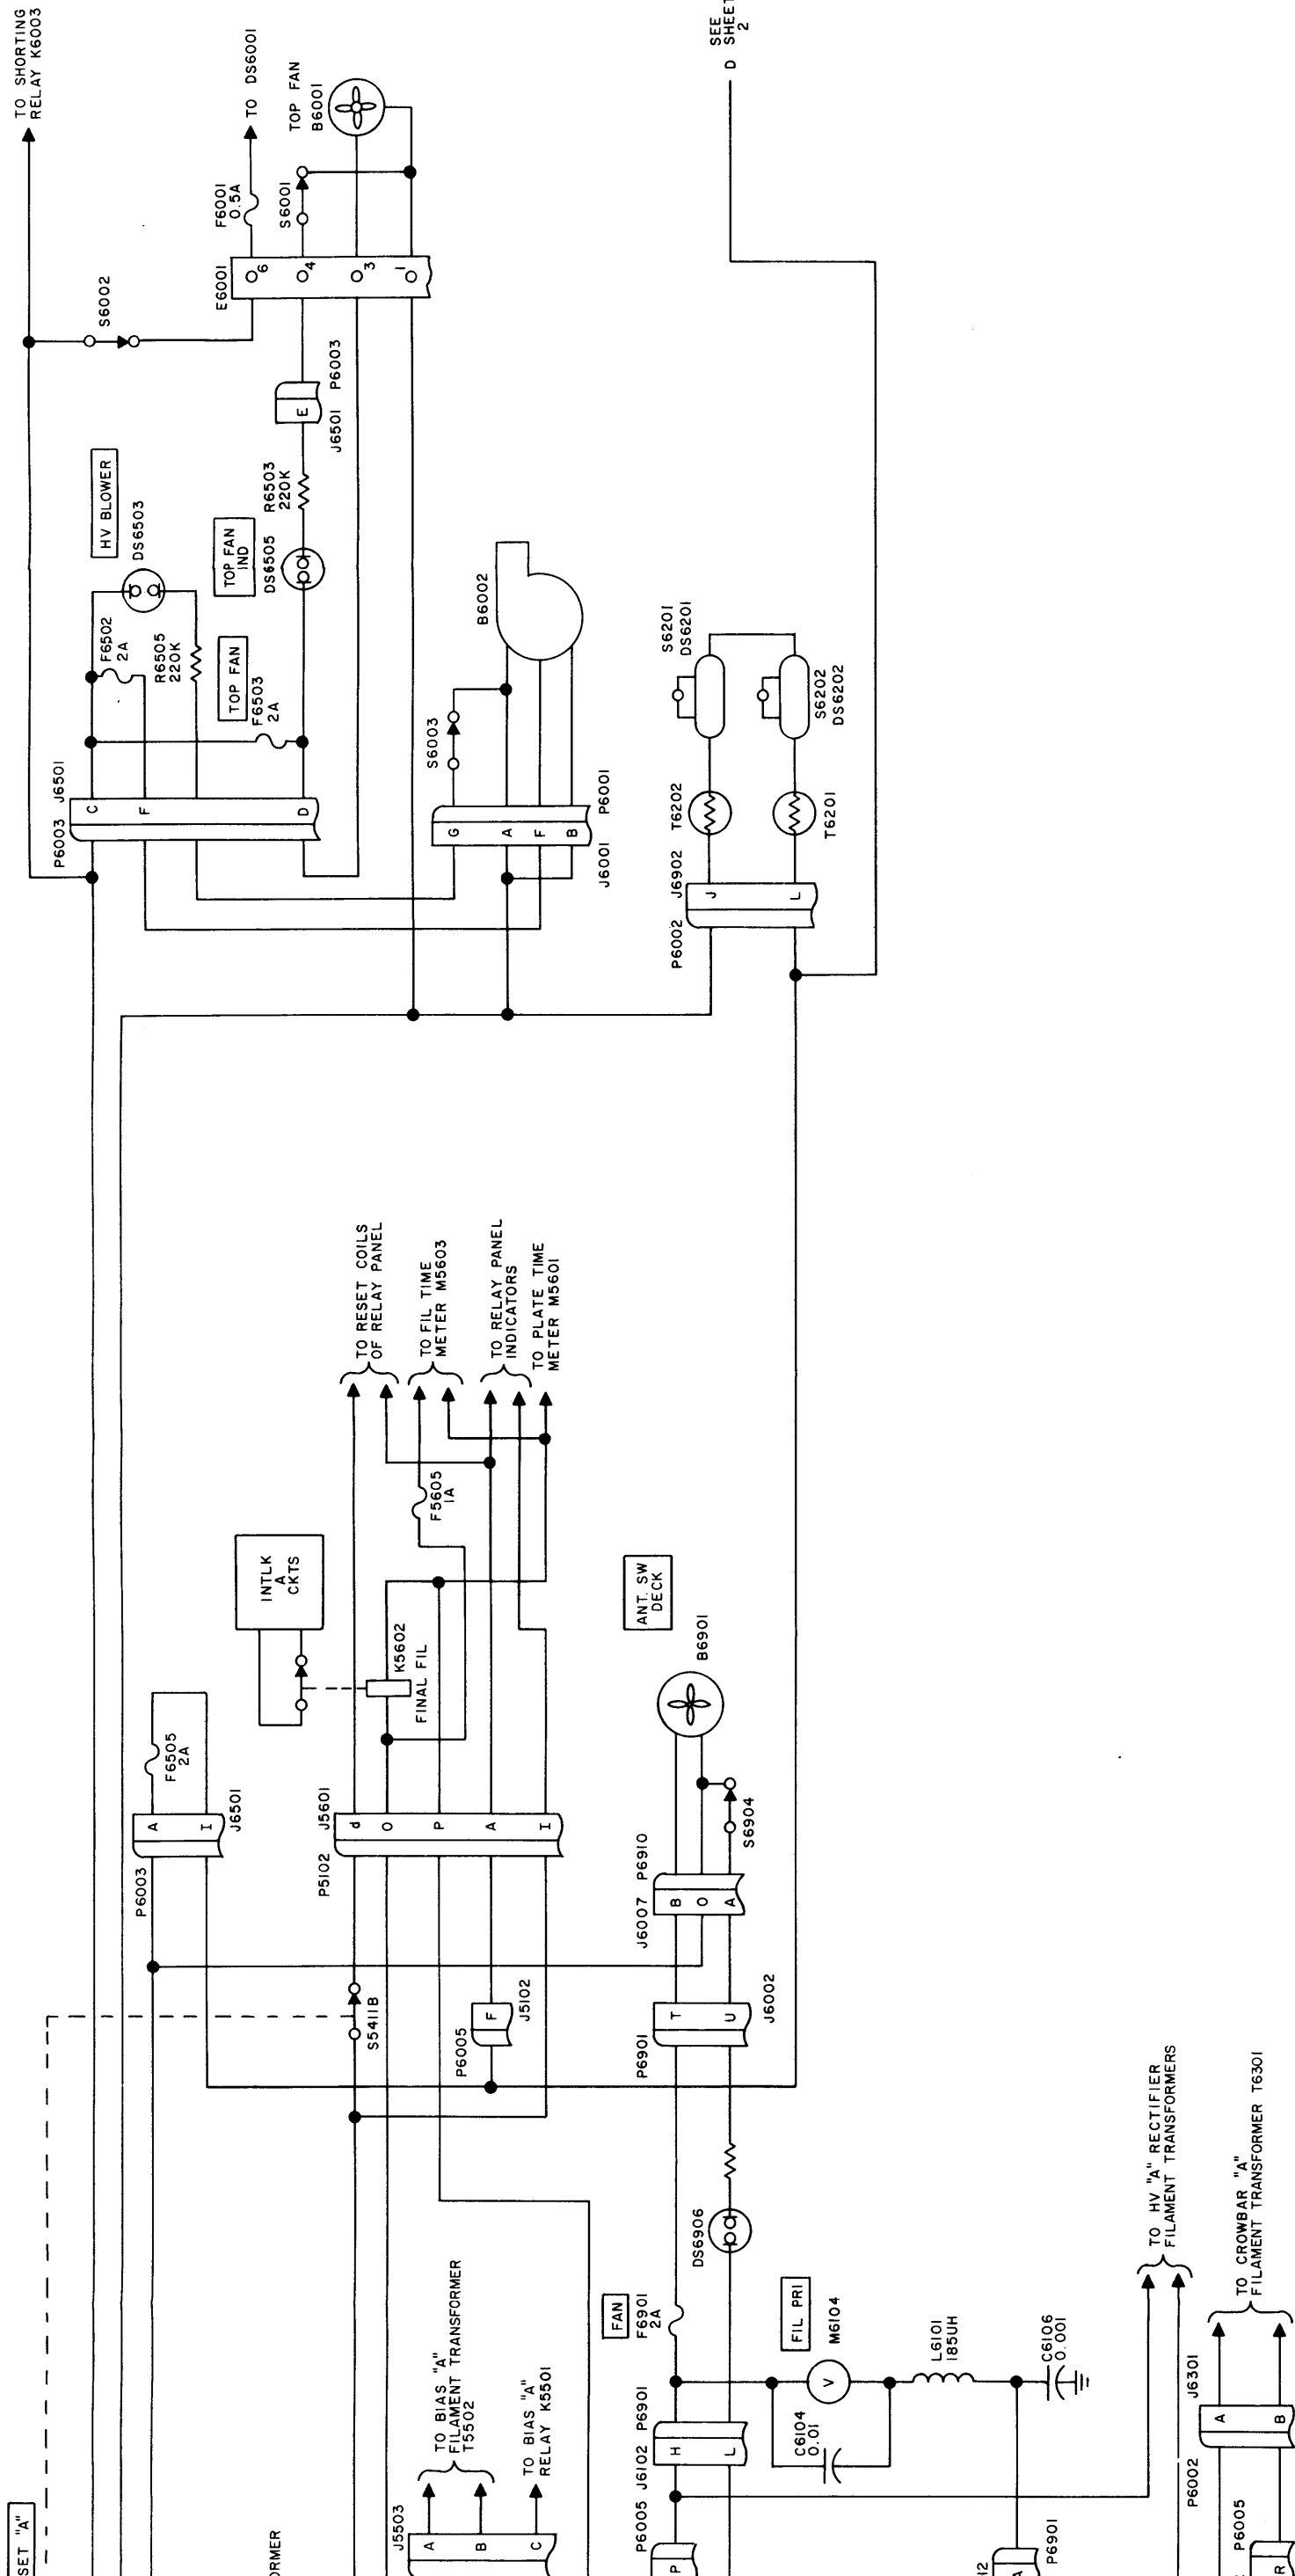 TO SHORTING
RELAY K6003
S6002
E6001
6
4
3
1
F6001
0.5A
TO DS6001
S6001
TOP FAN
B6001
D SEE
SHEET
2
P6003
J6501
C
F
D
F6502
2A
R6505
220K
HV BLOWER
DS6503
TOP FAN
F6503
2A
TOP FAN
IND
DS6505
R6503
220K
E
J6501
P6003
S6003
B6002
G
A
F
B
J6001
P6001
P6002
J6902
J
L
T6202
T6201
S6201
DS6201
S6202
DS6202
P6003
A
I
J6501
F6505
2A
INTLK
A
CKTS
K5602
FINAL FIL
P5102
J5601
d
O
P
A
I
F5605
1A
TO RESET COILS
OF RELAY PANEL
TO FIL TIME
METER M5603
TO RELAY PANEL
INDICATORS
TO PLATE TIME
METER M5601
S5411B
P6005
F
J5102
J6007
P6910
B
O
A
S6904
ANT. SW
DECK
B6901
P6901
T
U
J6002
DS6906
FAN
F6901
2A
FIL PRI
M6104
V
C6104
0.01
L6101
185UH
C6106
0.001
SET "A"
ORMER
J5503
A
B
C
TO BIAS "A"
FILAMENT TRANSFORMER
T5502
TO BIAS "A"
RELAY K5501
P6005
P
J6102
P6901
H
L
12
A
P6901
TO HV "A" RECTIFIER
FILAMENT TRANSFORMERS
P6002
J6301
A
B
TO CROWBAR "A"
FILAMENT TRANSFORMER T6301
P6005
R